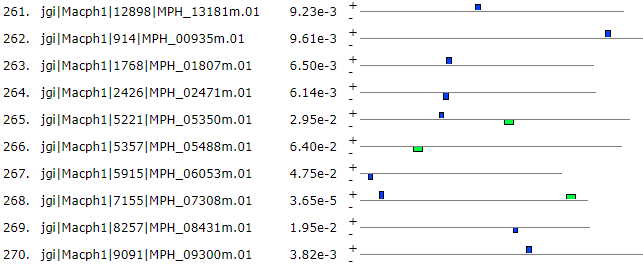 261. jgi|Macph1|12898|MPH_13181m.01 9.23e-3 + -
262. jgi|Macph1|914|MPH_00935m.01 9.61e-3 + -
263. jgi|Macph1|1768|MPH_01807m.01 6.50e-3 + -
264. jgi|Macph1|2426|MPH_02471m.01 6.14e-3 + -
265. jgi|Macph1|5221|MPH_05350m.01 2.95e-2 + -
266. jgi|Macph1|5357|MPH_05488m.01 6.40e-2 + -
267. jgi|Macph1|5915|MPH_06053m.01 4.75e-2 + -
268. jgi|Macph1|7155|MPH_07308m.01 3.65e-5 + -
269. jgi|Macph1|8257|MPH_08431m.01 1.95e-2 + -
270. jgi|Macph1|9091|MPH_09300m.01 3.82e-3 + -